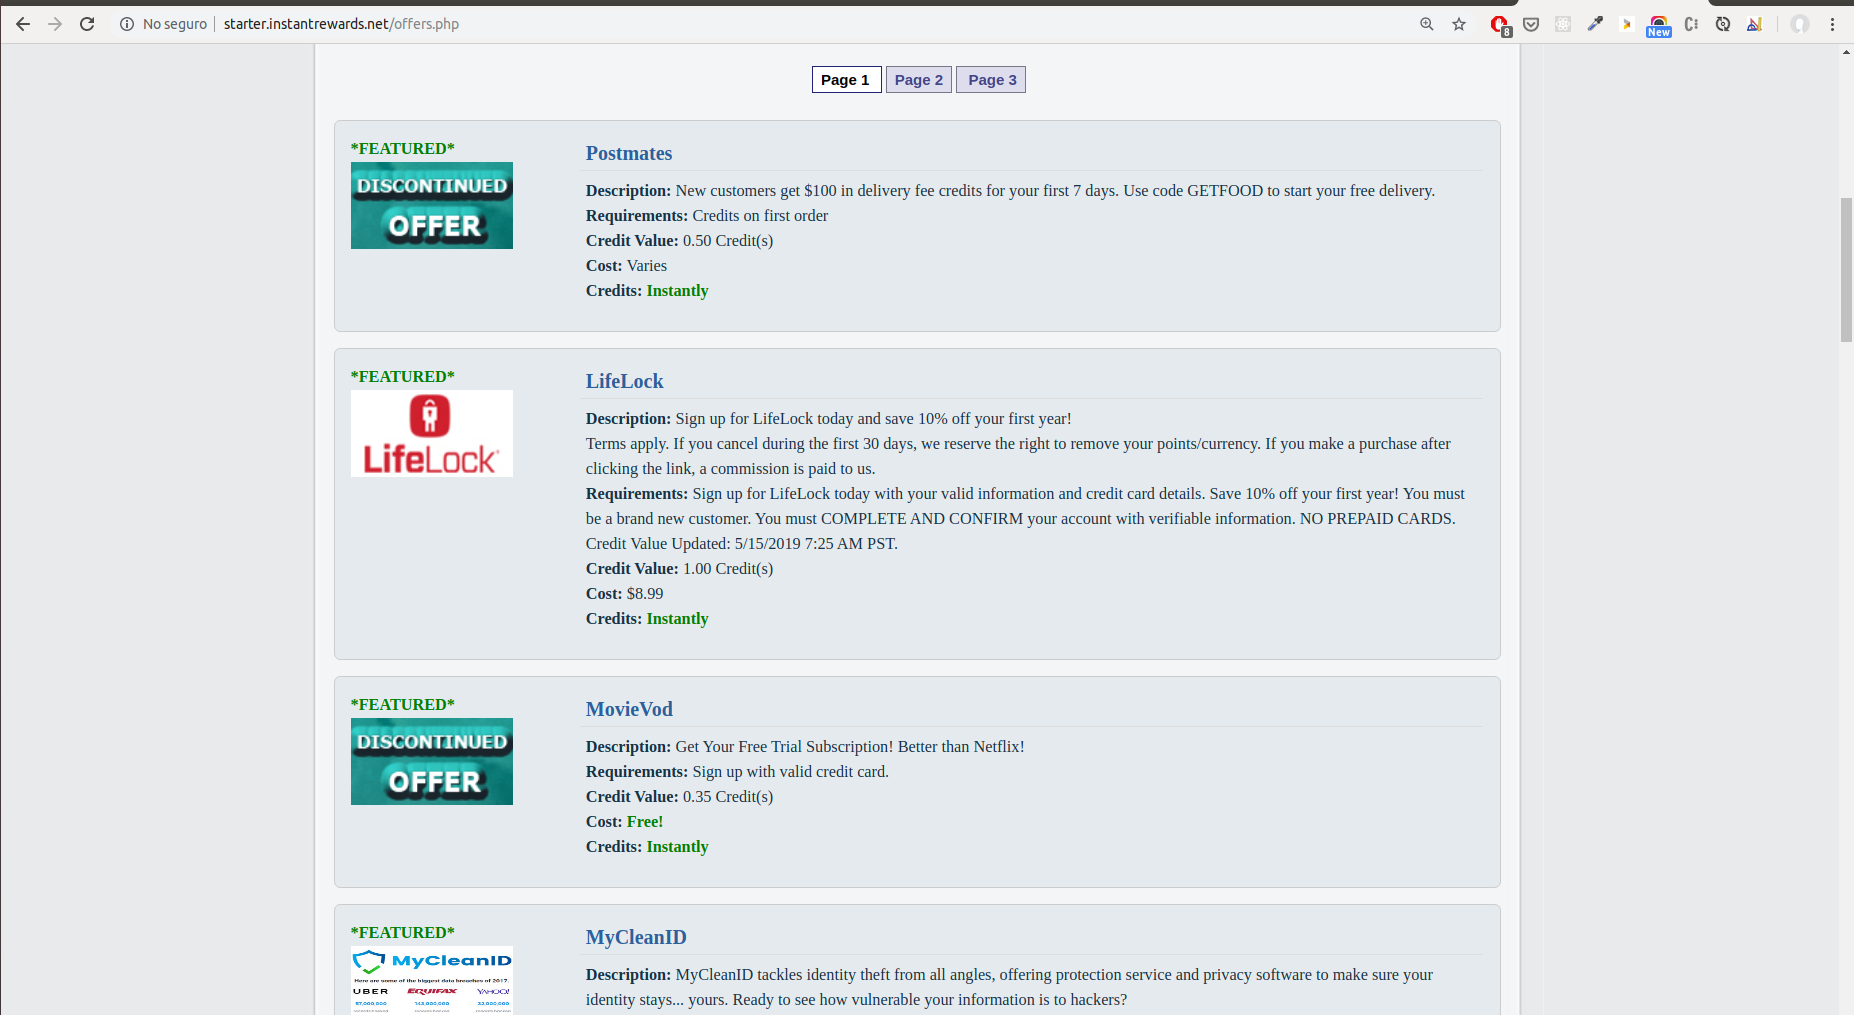 No seguro
starter.instantrewards.net/offers.php
8
New
Page 1 Page 2 Page 3
*FEATURED*
DISCONTINUED
OFFER
Postmates
Description: New customers get $100 in delivery fee credits for your first 7 days. Use code GETFOOD to start your free delivery.
Requirements: Credits on first order
Credit Value: 0.50 Credit(s)
Cost: Varies
Credits: Instantly
*FEATURED*
LifeLock
LifeLock
Description: Sign up for LifeLock today and save 10% off your first year!
Terms apply. If you cancel during the first 30 days, we reserve the right to remove your points/currency. If you make a purchase after
clicking the link, a commission is paid to us.
Requirements: Sign up for LifeLock today with your valid information and credit card details. Save 10% off your first year! You must
be a brand new customer. You must COMPLETE AND CONFIRM your account with verifiable information. NO PREPAID CARDS.
Credit Value Updated: 5/15/2019 7:25 AM PST.
Credit Value: 1.00 Credit(s)
Cost: $8.99
Credits: Instantly
*FEATURED*
DISCONTINUED
OFFER
MovieVod
Description: Get Your Free Trial Subscription! Better than Netflix!
Requirements: Sign up with valid credit card.
Credit Value: 0.35 Credit(s)
Cost: Free!
Credits: Instantly
*FEATURED*
MyCleanID
Here are some of the biggest data breaches of 2017.
UBER EQUIFAX YAHOO!
MyCleanID
Description: MyCleanID tackles identity theft from all angles, offering protection service and privacy software to make sure your
identity stays... yours. Ready to see how vulnerable your information is to hackers?